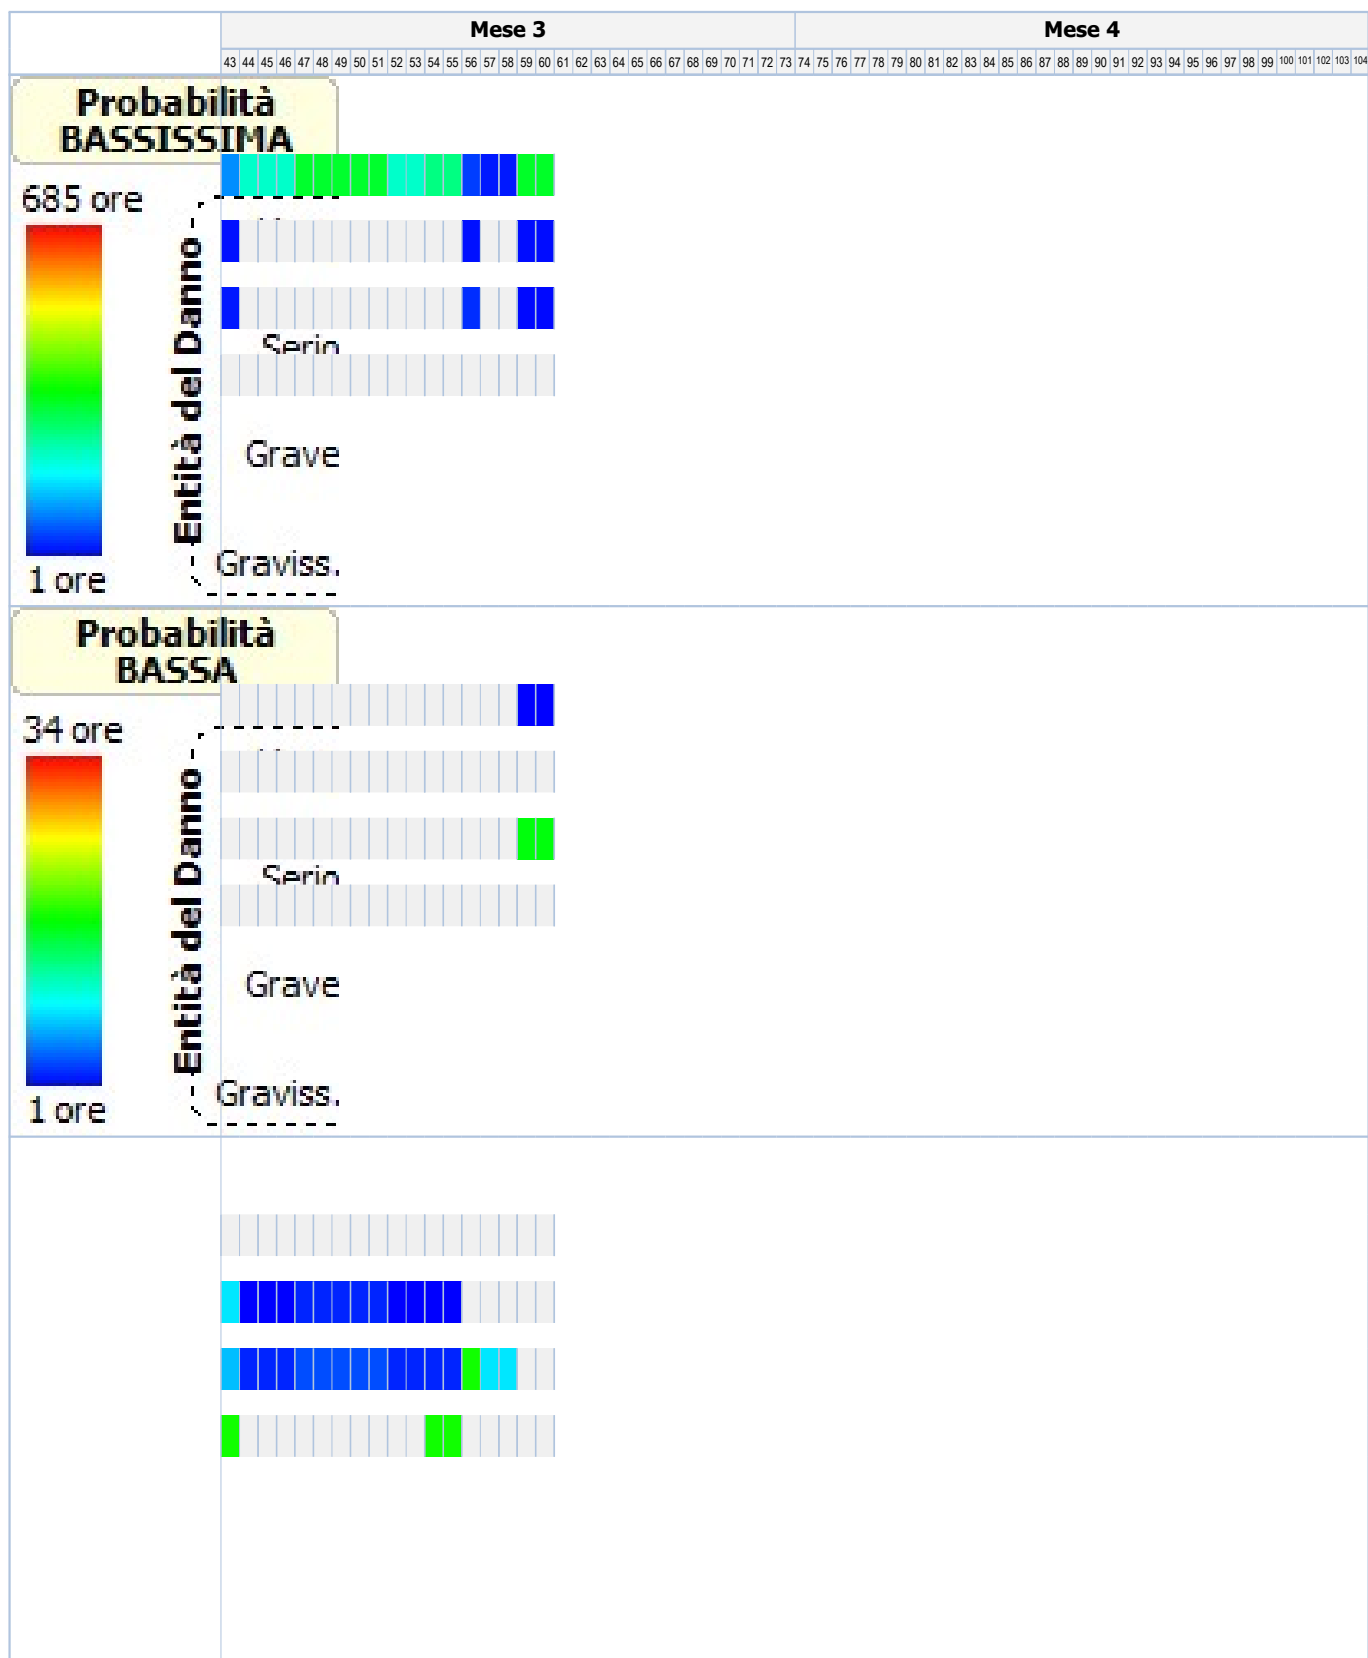 Mese 3 Mese 4
43 44 45 46 47 48 49 50 51 52 53 54 55 56 57 58 59 60 61 62 63 64 65 66 67 68 69 70 71 72 73 74 75 76 77 78 79 80 81 82 83 84 85 86 87 88 89 90 91 92 93 94 95 96 97 98 99 100 101 102 103 104
Probabilità
BASSISSIMA
685 ore
Entità del Danno
Serio
Grave
Graviss.
1 ore
Probabilità
BASSA
34 ore
Entità del Danno
Serio
Grave
Graviss.
1 ore